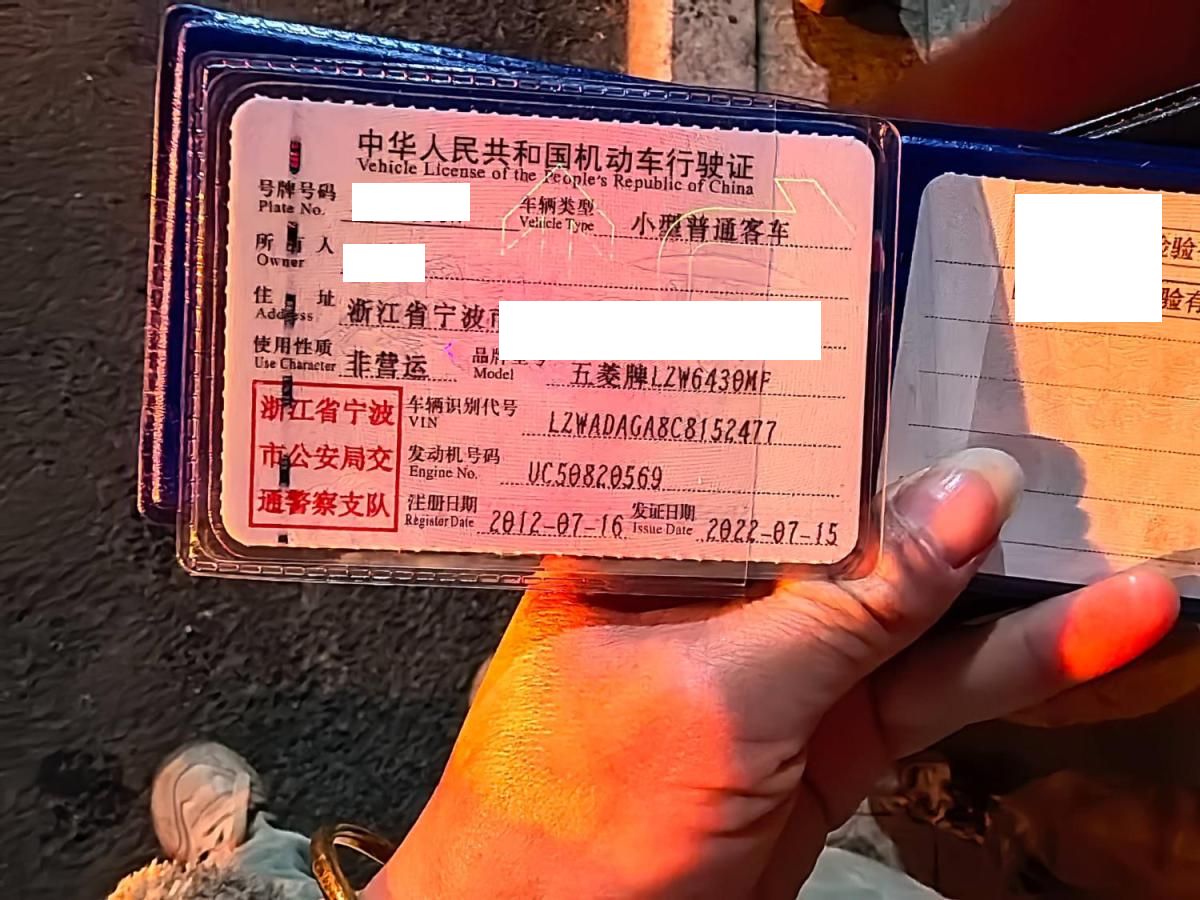 中华人民共和国机动车行驶证
Vehicle License of the People's Republic of China
号牌号码 车辆类型 小型普通客车
Plate No. Vehicle Type
所有人
Owner
住址 浙江省宁波市
Address
使用性质 非营运 品牌型号 五菱牌LZW6430MF
Use Character Model
浙江省宁波
市公安局交
通警察支队
车辆识别代号 LZWADAGA8C8152477
VIN
发动机号码 UC50820569
Engine No.
注册日期 2012-07-16 发证日期 2022-07-15
Register Date Issue Date
检验
验有